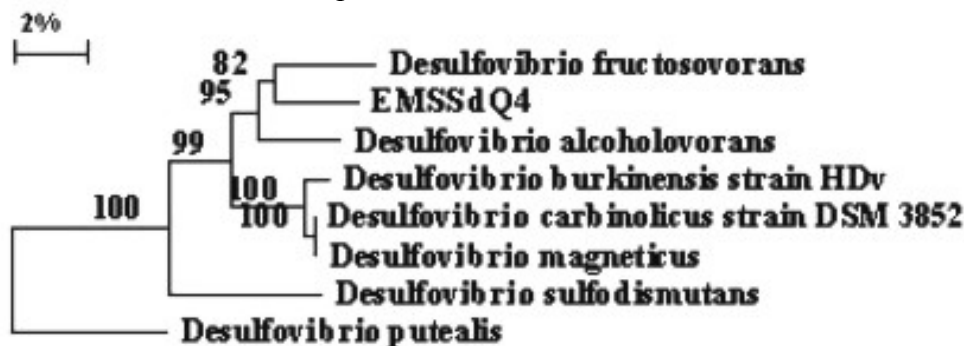 2%
82
Desulfovibrio fructosovorans
95
EMSSdQ4
Desulfovibrio alcoholovorans
99
100
Desulfovibrio burkinensis strain HDv
100
100
Desulfovibrio carbinolicus strain DSM 3852
Desulfovibrio magneticus
Desulfovibrio sulfodismutans
Desulfovibrio putealis